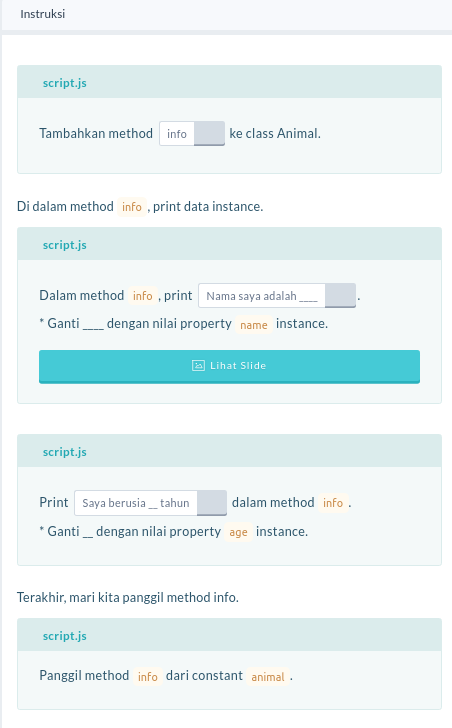 Instruksi
script.js
Tambahkan method info ke class Animal.
Di dalam method info , print data instance.
script.js
Dalam method info , print Nama saya adalah ____ .
* Ganti ____ dengan nilai property name instance.
Lihat Slide
script.js
Print Saya berusia __ tahun dalam method info .
* Ganti __ dengan nilai property age instance.
Terakhir, mari kita panggil method info.
script.js
Panggil method info dari constant animal .